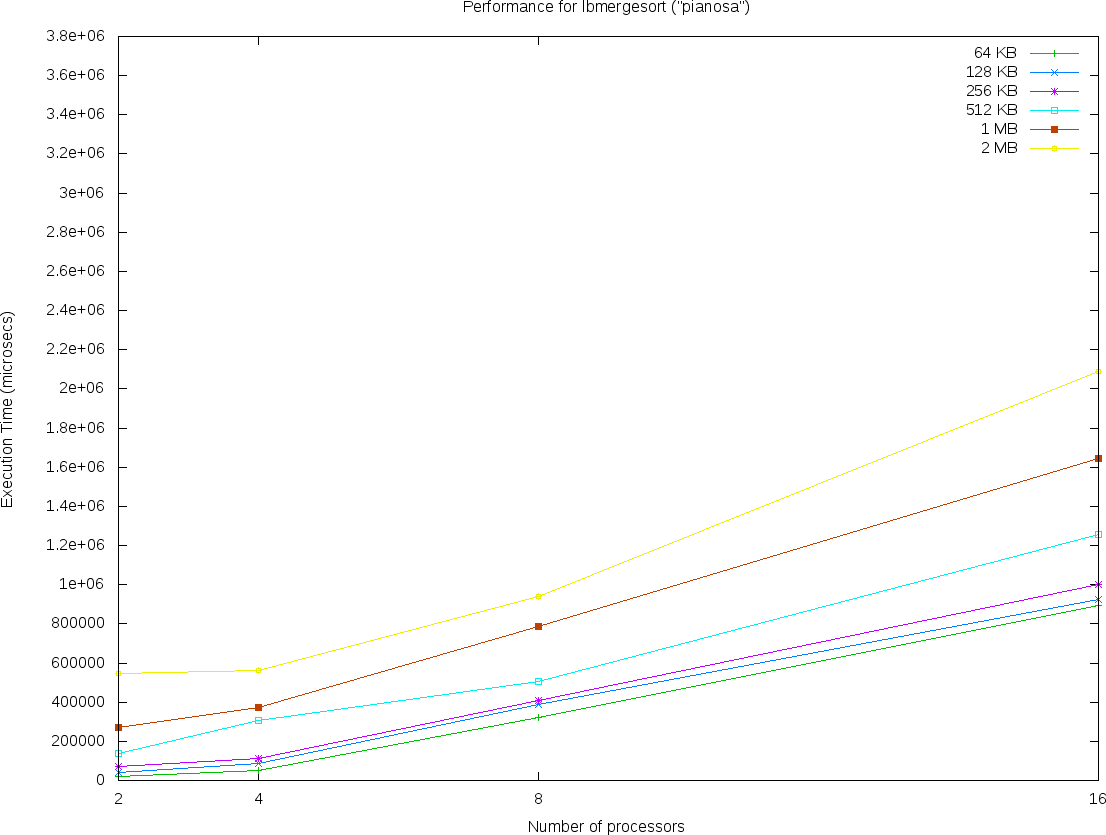 Performance for lbmergesort ("pianosa")
3.8e+06
3.6e+06
3.4e+06
3.2e+06
3e+06
2.8e+06
2.6e+06
2.4e+06
2.2e+06
2e+06
1.8e+06
1.6e+06
1.4e+06
1.2e+06
1e+06
800000
600000
400000
200000
0
Execution Time (microsecs)
64 KB
128 KB
256 KB
512 KB
1 MB
2 MB
2 4 8 16
Number of processors